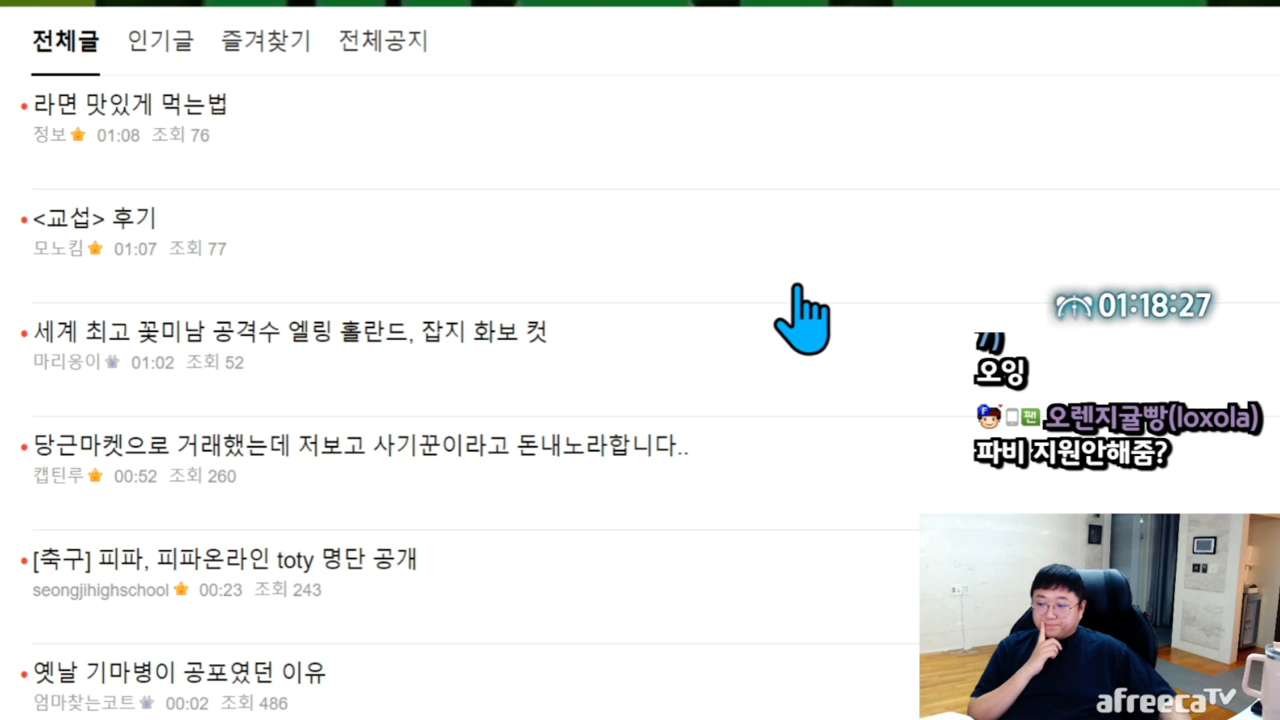 전체글 인기글 즐겨찾기 전체공지
라면 맛있게 먹는법
정보 01:08 조회 76
<교섭> 후기
모노킴 01:07 조회 77
세계 최고 꽃미남 공격수 엘링 홀란드, 잡지 화보 컷
마리옹이 01:02 조회 52
당근마켓으로 거래했는데 저보고 사기꾼이라고 돈내노라합니다..
캡틴루 00:52 조회 260
[축구] 피파, 피파온라인 toty 명단 공개
seongjihighschool 00:23 조회 243
옛날 기마병이 공포였던 이유
엄마찾는코트 00:02 조회 486
01:18:27
오잉
팬 오렌지귤빵(loxola)
파비 지원안해줌?
afreecaTV